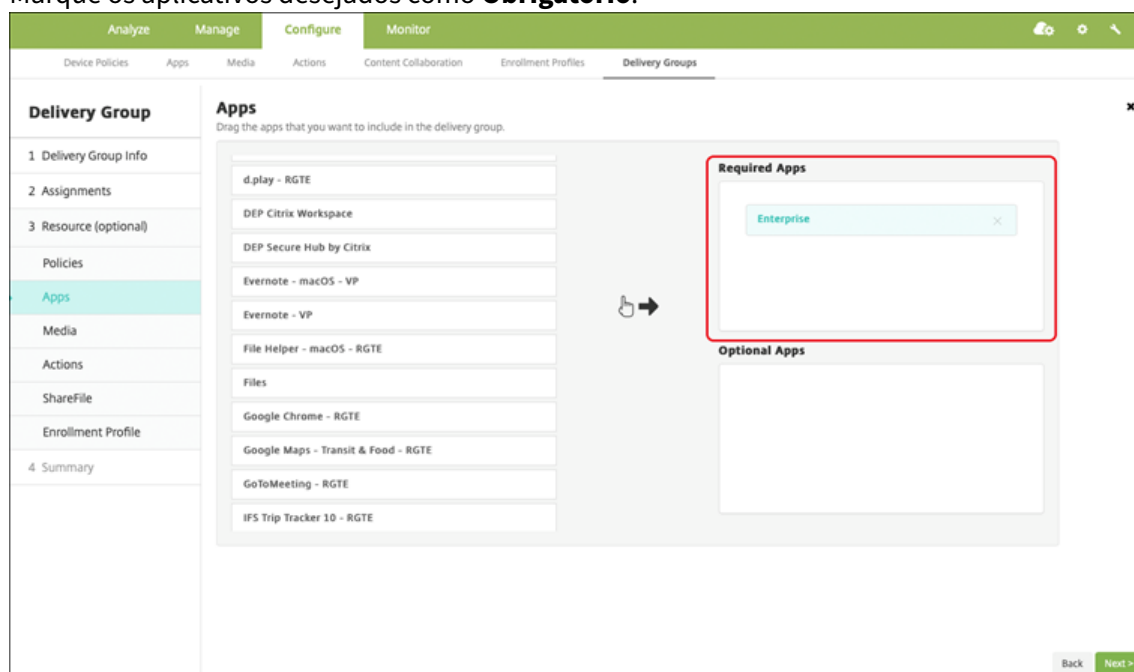 Marque os aplicativos desejados como Obrigatório.
Analyze Manage Configure Monitor
Device Policies Apps Media Actions Content Collaboration Enrollment Profiles Delivery Groups
Delivery Group
1 Delivery Group Info
2 Assignments
3 Resource (optional)
Policies
Apps
Media
Actions
ShareFile
Enrollment Profile
4 Summary
Apps
Drag the apps that you want to include in the delivery group.
d.play - RGTE
DEP Citrix Workspace
DEP Secure Hub by Citrix
Evernote - macOS - VP
Evernote - VP
File Helper - macOS - RGTE
Files
Google Chrome - RGTE
Google Maps - Transit & Food - RGTE
GoToMeeting - RGTE
IFS Trip Tracker 10 - RGTE
Required Apps
Enterprise
Optional Apps
Back Next >